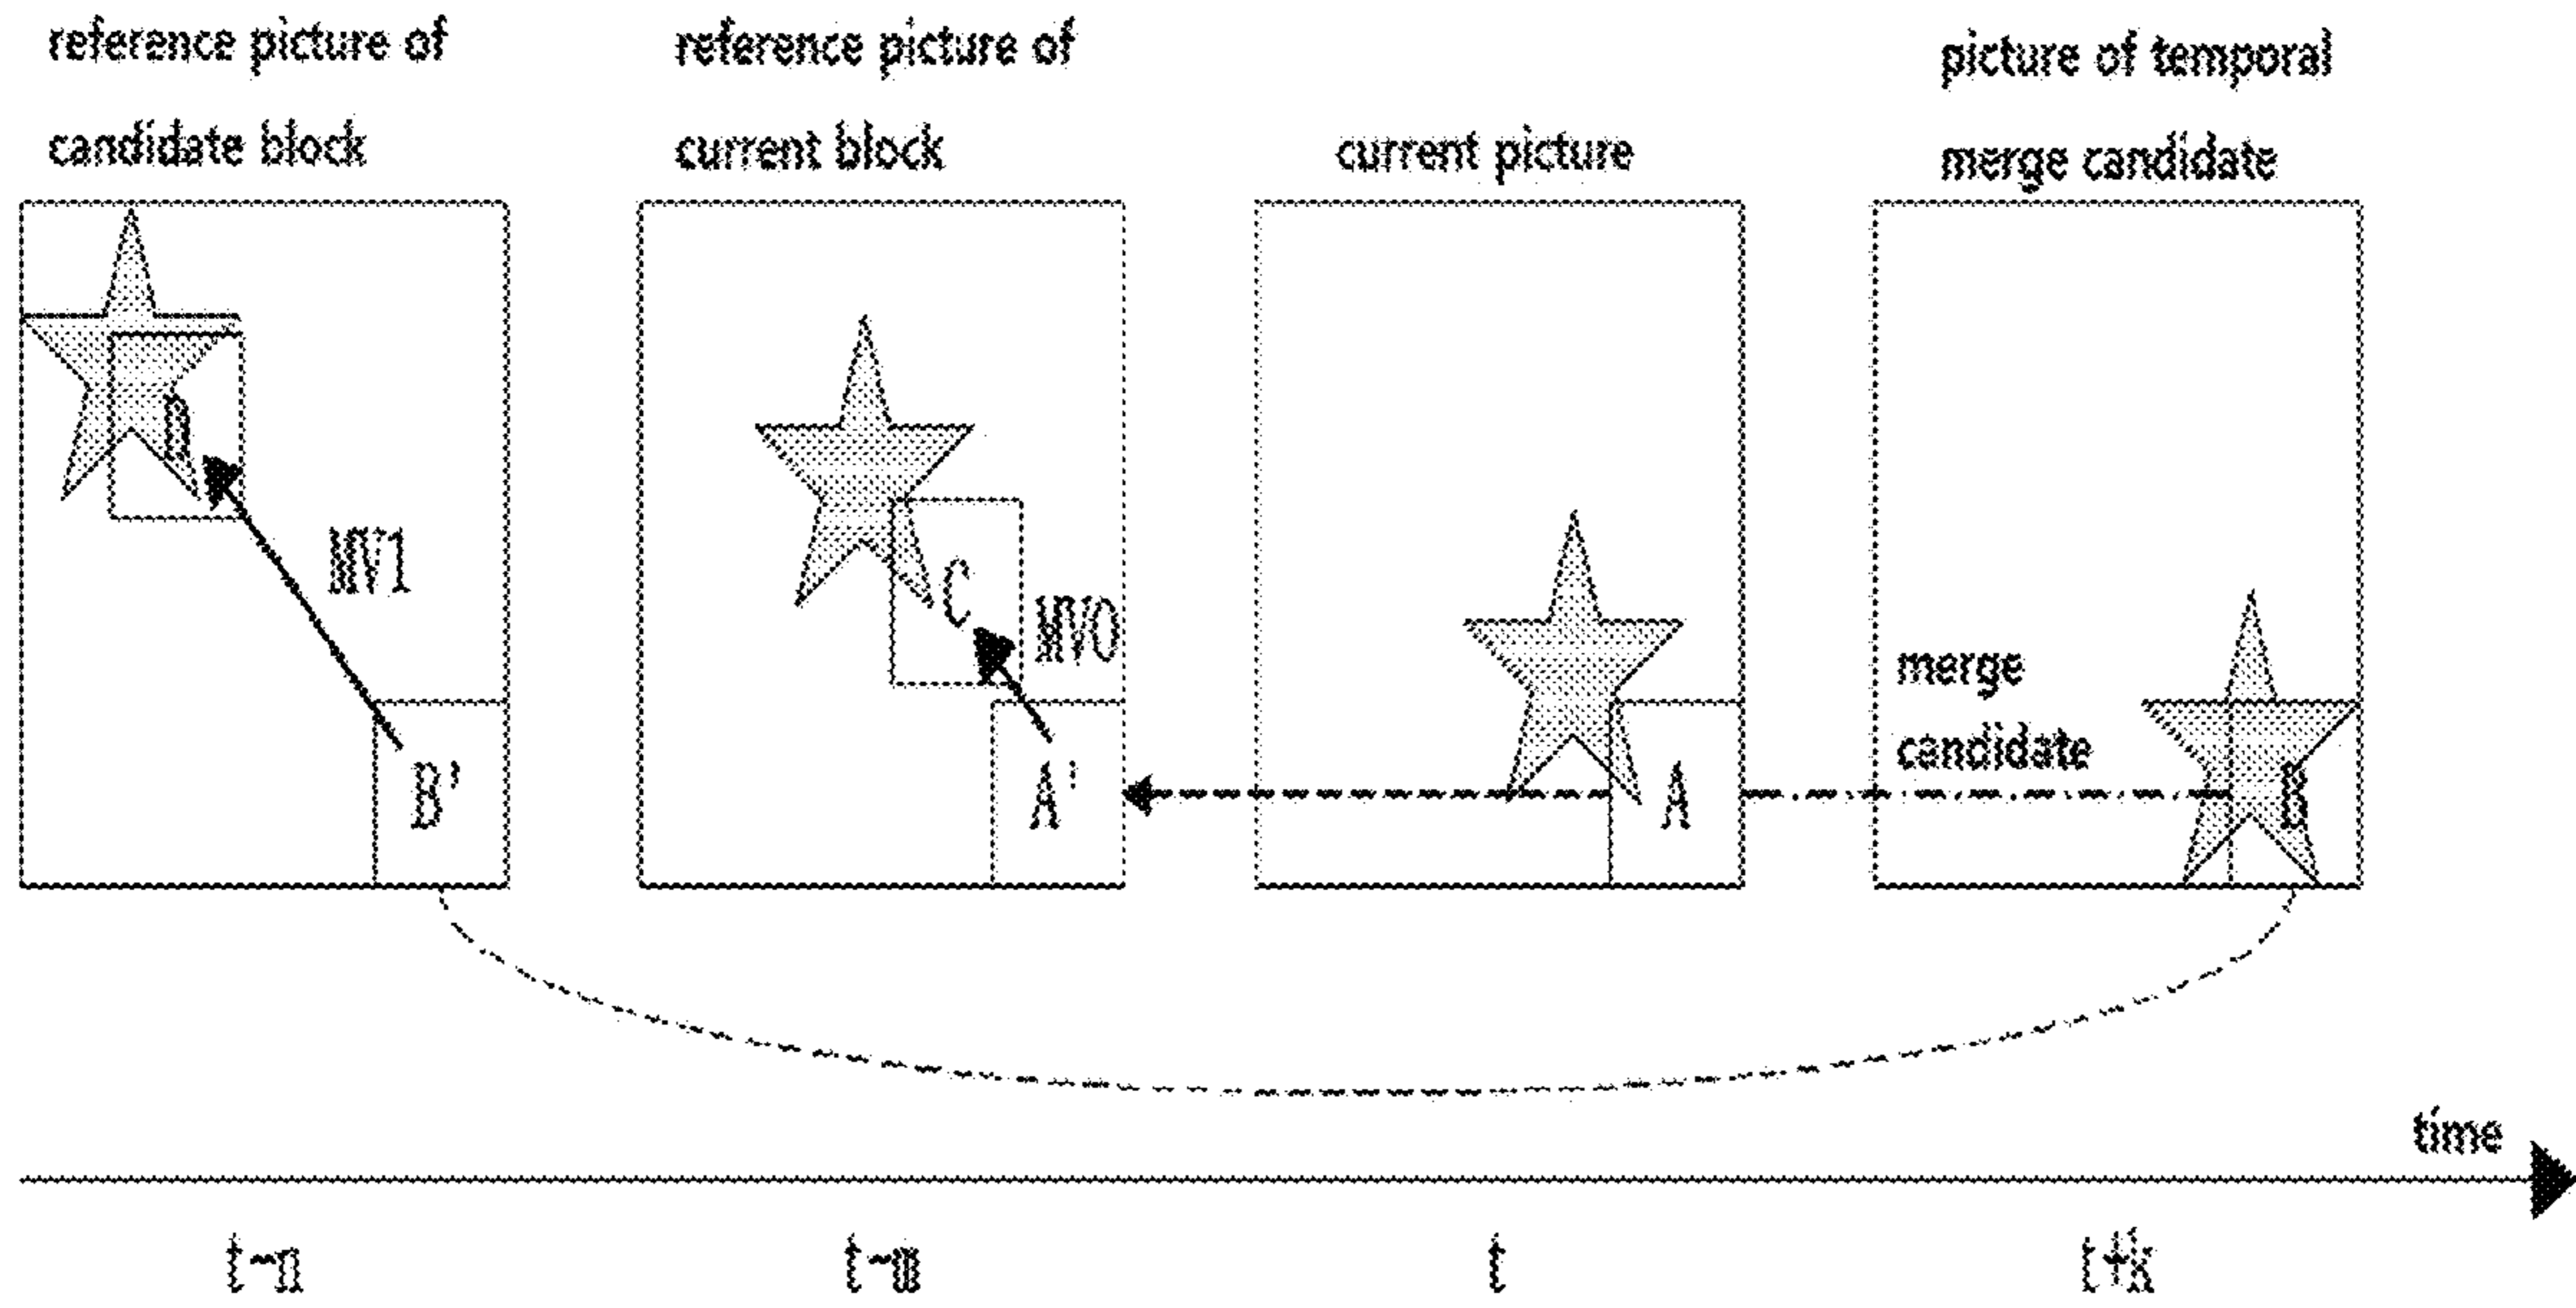 reference picture of
candidate block
reference picture of
current block
current picture
picture of temporal
merge candidate
D
MV1
B'
C
MV0
A'
A
merge
candidate
B
time
t-n
t-m
t
t+k